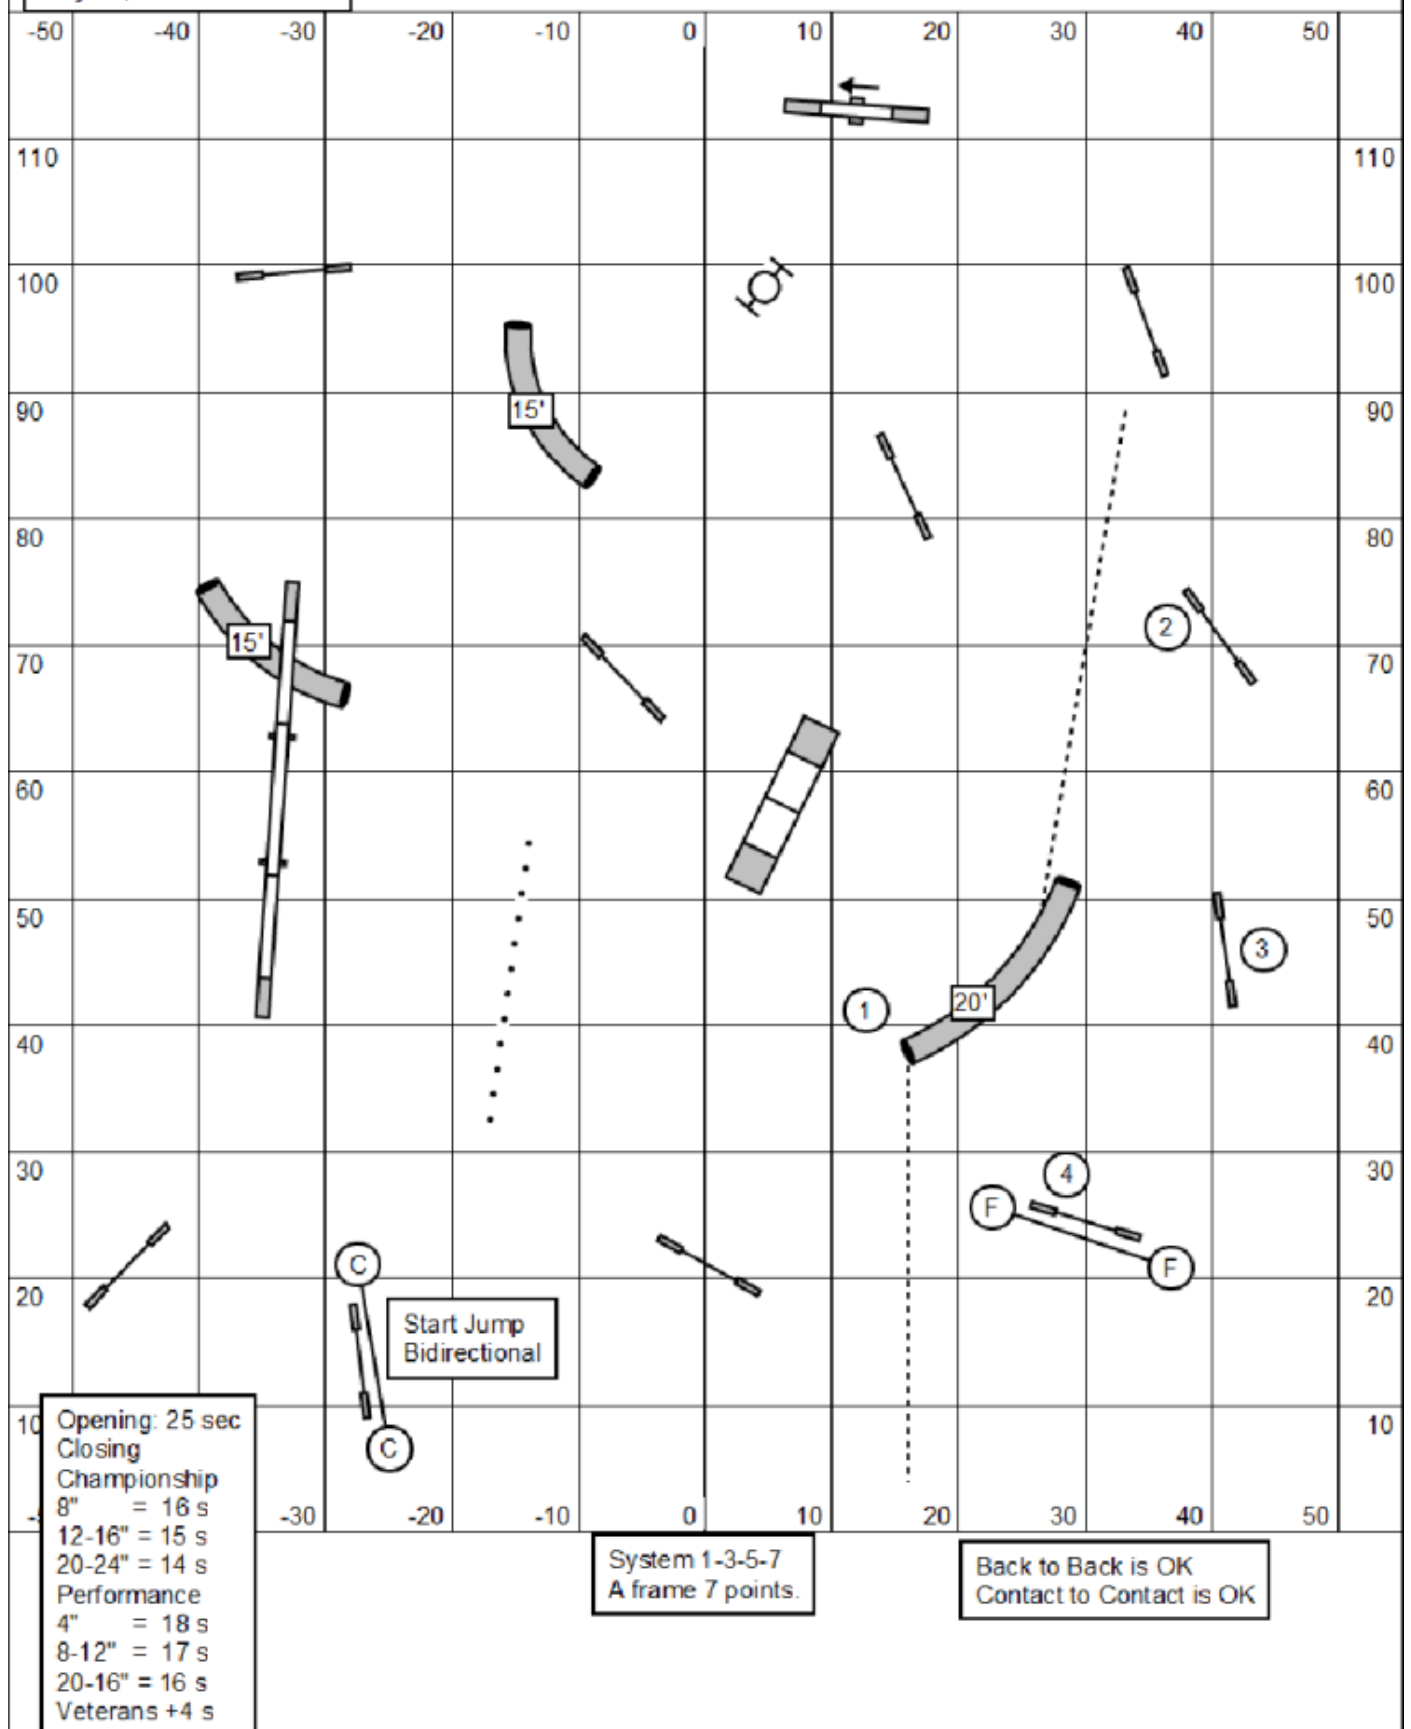 -50 -40 -30 -20 -10 0 10 20 30 40 50
110 110
100 100
90 15' 90
80 80
2
15'
70 70
60 60
50 50
3
1 20'
40 40
30 4 30
F
C F
20 20
Start Jump
Bidirectional
10 10
C
Opening: 25 sec
Closing
Championship
8" = 16 s
12-16" = 15 s
20-24" = 14 s
Performance
4" = 18 s
8-12" = 17 s
20-16" = 16 s
Veterans +4 s
-30 -20 -10 0 10 20 30 40 50
System 1-3-5-7
A frame 7 points.
Back to Back is OK
Contact to Contact is OK